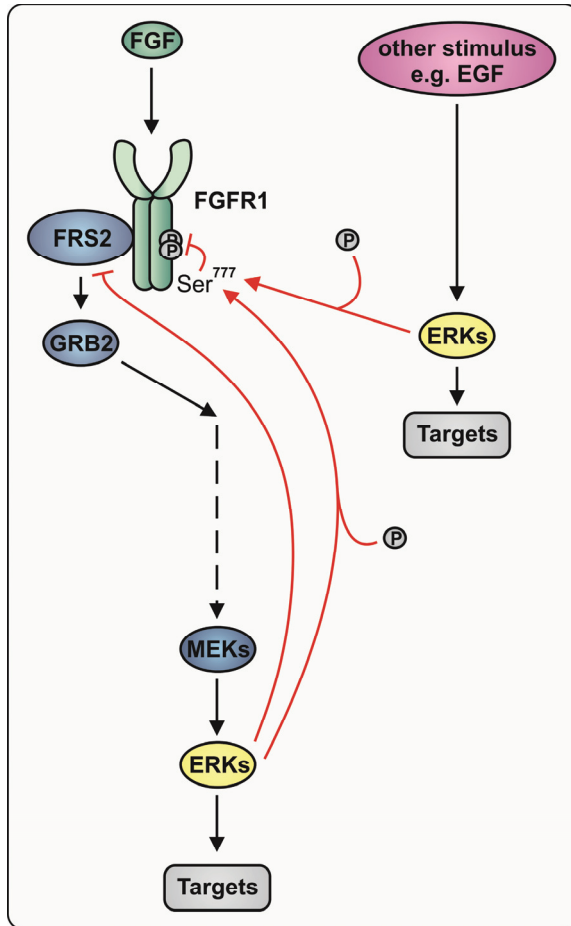 FGF
other stimulus
e.g. EGF
FGFR1
FRS2
P
P
P
Ser777
GRB2
ERKs
Targets
P
MEKs
ERKs
Targets